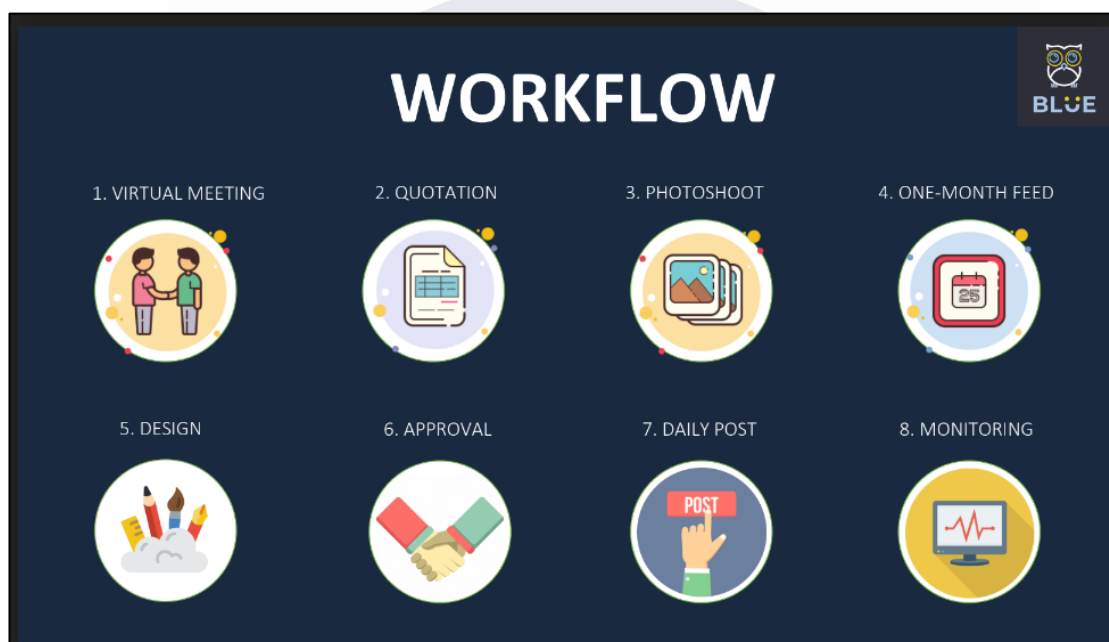 WORKFLOW
BLUE
1. VIRTUAL MEETING
2. QUOTATION
3. PHOTOSHOOT
4. ONE-MONTH FEED
25
5. DESIGN
6. APPROVAL
7. DAILY POST
8. MONITORING
POST